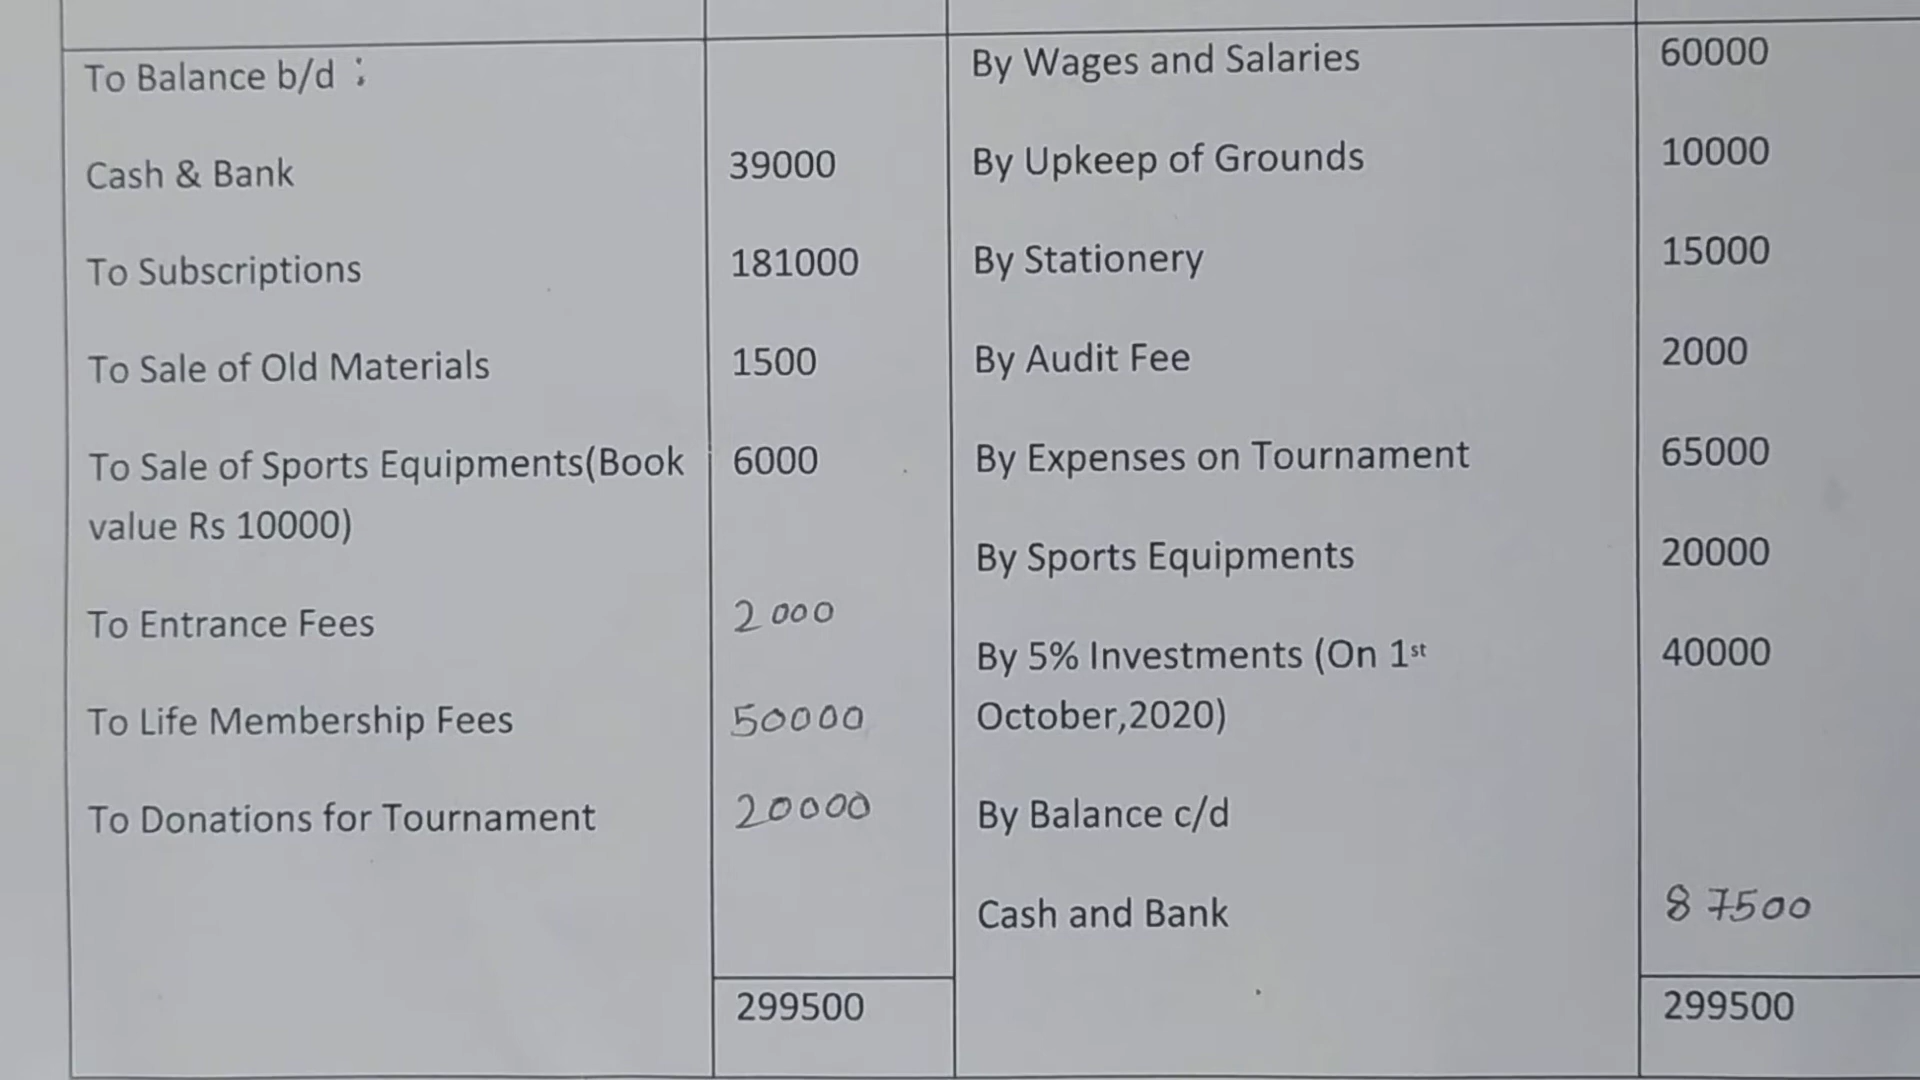 To Balance b/d :
Cash & Bank 39000
To Subscriptions 181000
To Sale of Old Materials 1500
To Sale of Sports Equipments(Book 6000
value Rs 10000)
To Entrance Fees 2000
To Life Membership Fees 50000
To Donations for Tournament 20000
299500
By Wages and Salaries 60000
By Upkeep of Grounds 10000
By Stationery 15000
By Audit Fee 2000
By Expenses on Tournament 65000
By Sports Equipments 20000
By 5% Investments (On 1st 40000
October,2020)
By Balance c/d
Cash and Bank 87500
299500